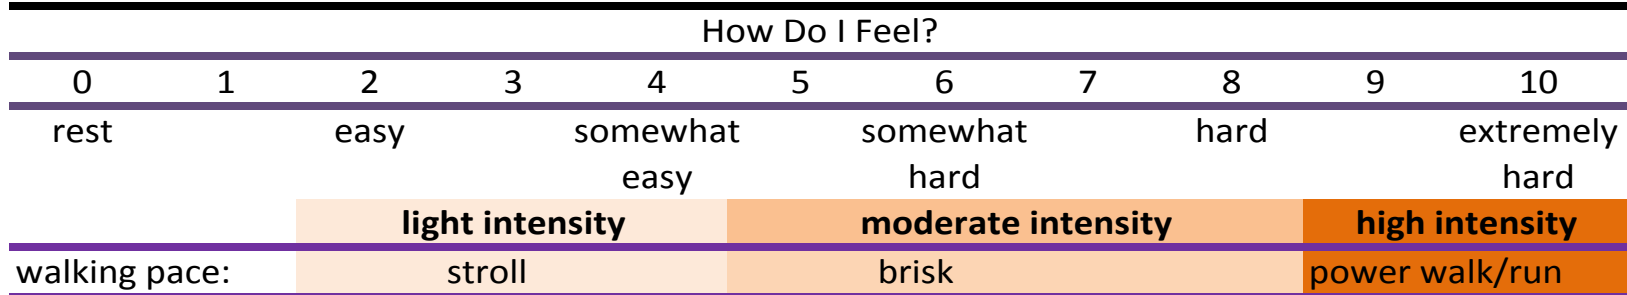 How Do I Feel?
0 1 2 3 4 5 6 7 8 9 10
rest easy somewhat somewhat hard extremely
easy hard hard
light intensity moderate intensity high intensity
walking pace: stroll brisk power walk/run